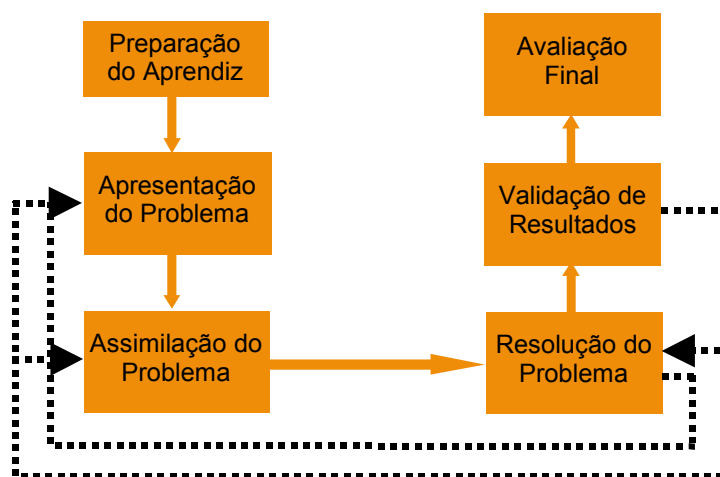 Preparação
do Aprendiz
Apresentação
do Problema
Assimilação do
Problema
Resolução do
Problema
Validação de
Resultados
Avaliação
Final